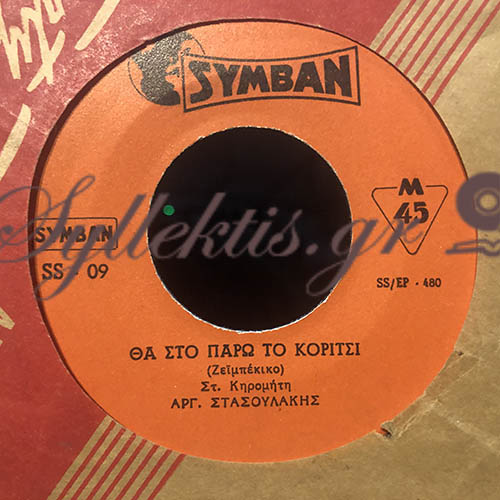 SYMBAN
M
45
SYMBAN
SS - 09
SS/EP - 480
Syllektis.gr
ΘΑ ΣΤΟ ΠΑΡΩ ΤΟ ΚΟΡΙΤΣΙ
(Ζεϊμπέκικο)
Στ. Κηρομήτη
ΑΡΓ. ΣΤΑΣΟΥΛΑΚΗΣ